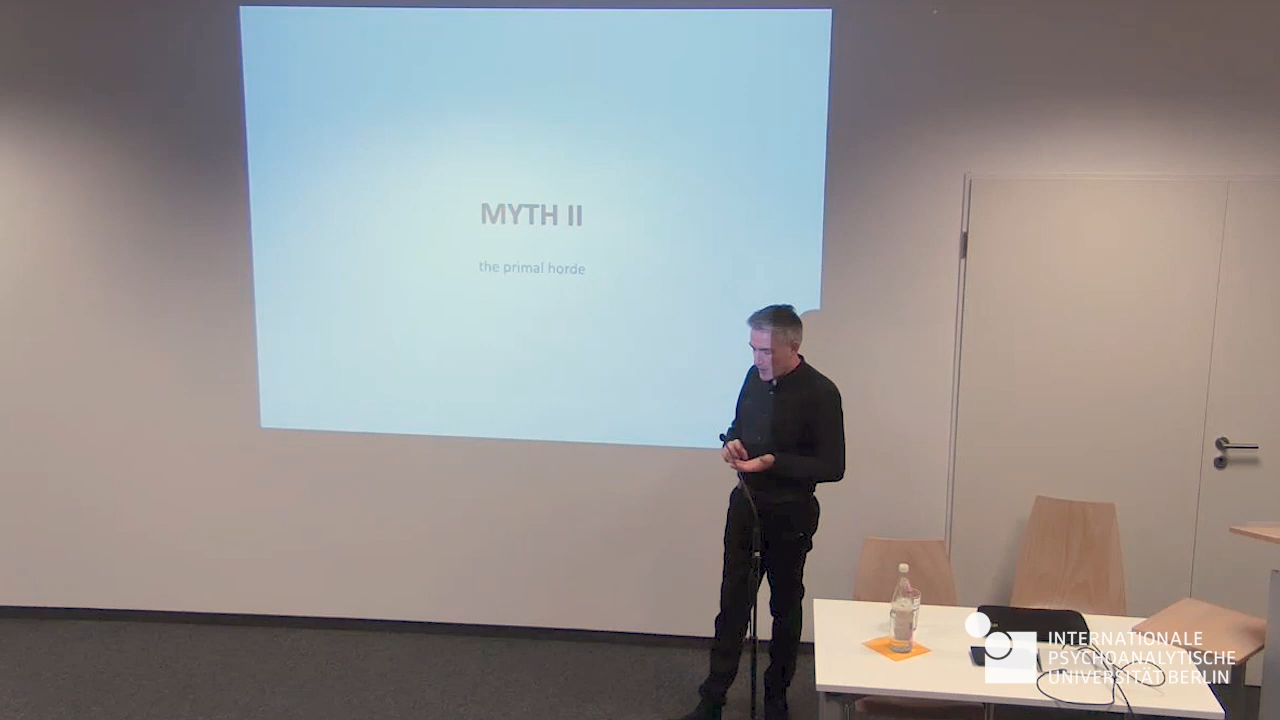 MYTH II
the primal horde
INTERNATIONALE
PSYCHOANALYTISCHE
UNIVERSITÄT BERLIN